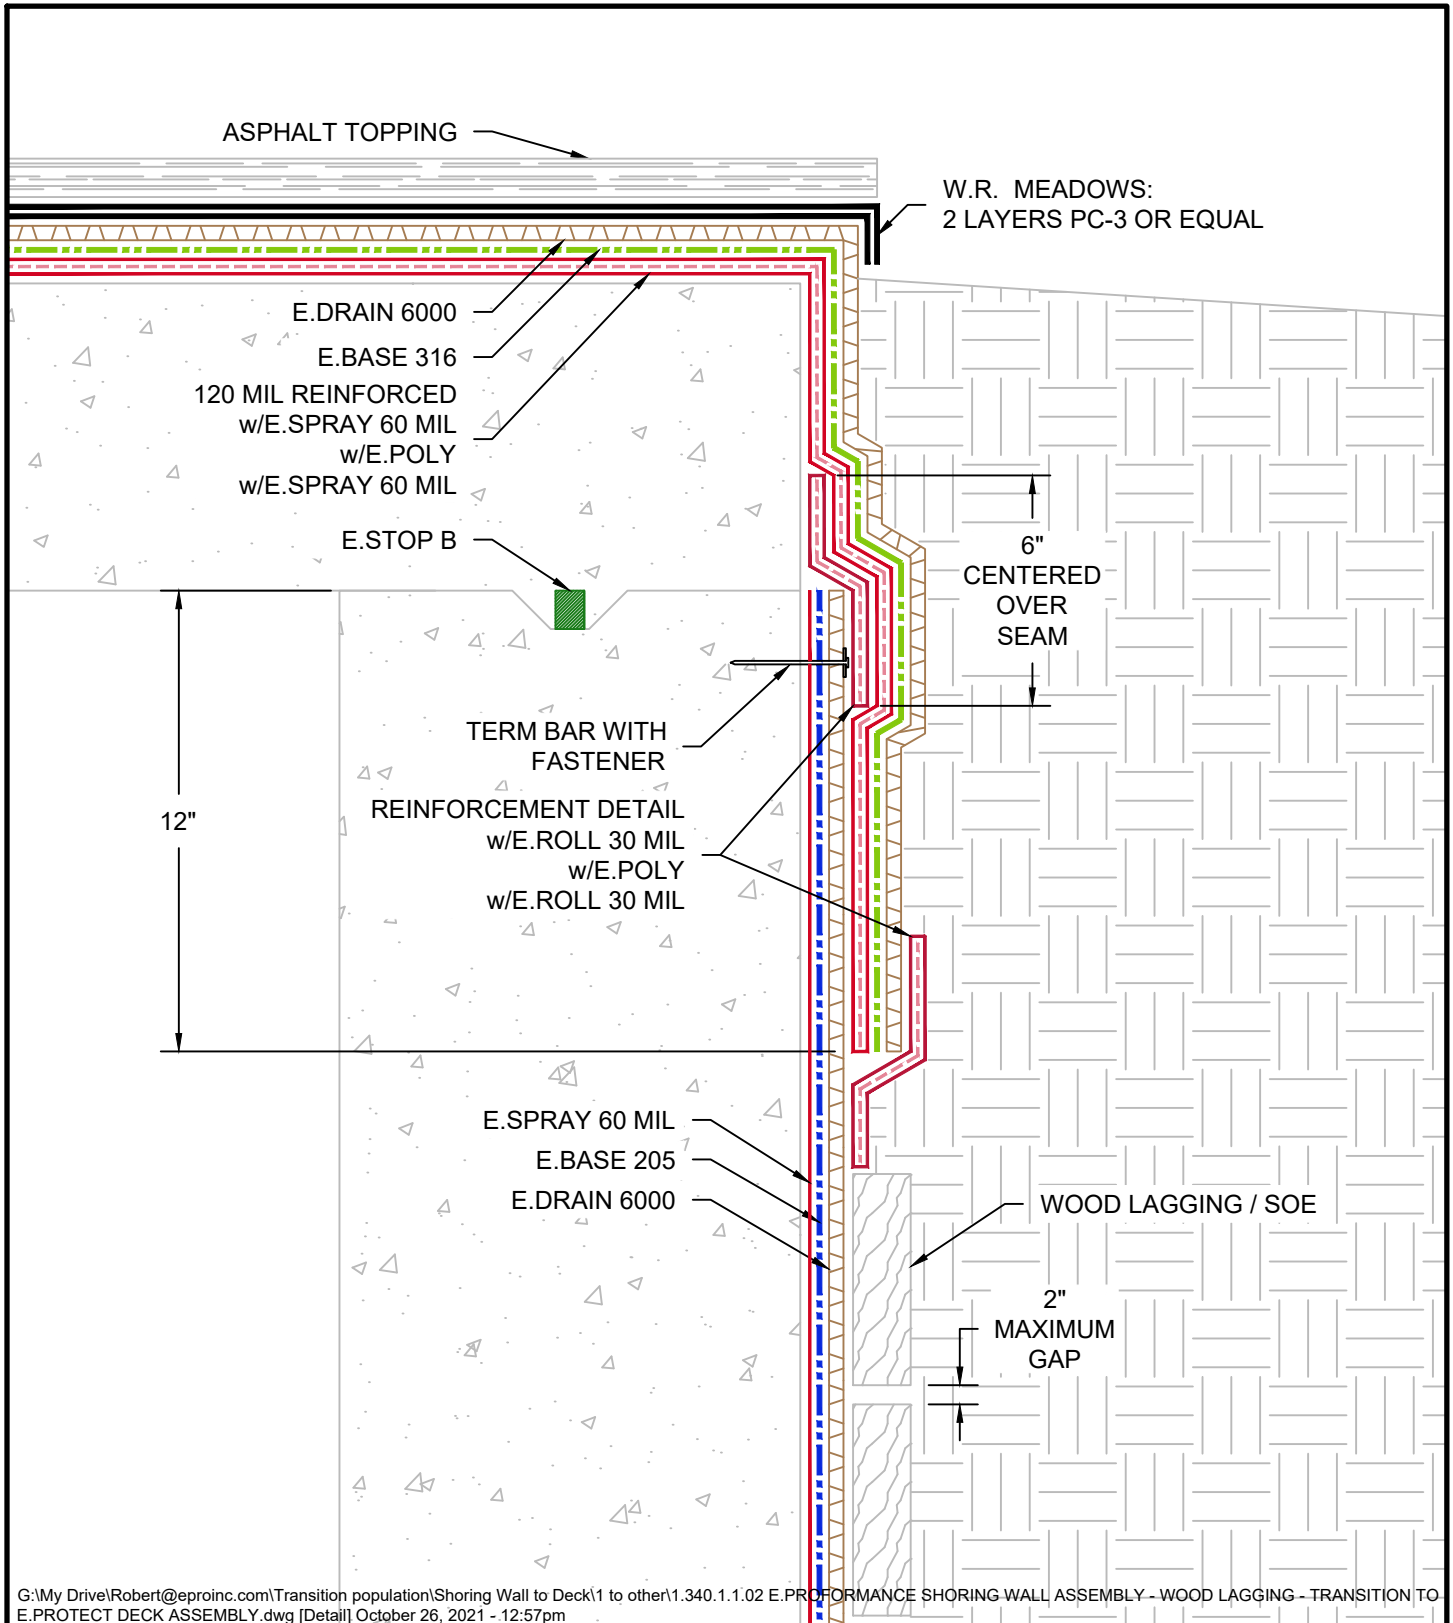 ASPHALT TOPPING
W.R. MEADOWS:
2 LAYERS PC-3 OR EQUAL
E.DRAIN 6000
E.BASE 316
120 MIL REINFORCED
w/E.SPRAY 60 MIL
w/E.POLY
w/E.SPRAY 60 MIL
E.STOP B
6"
CENTERED
OVER
SEAM
TERM BAR WITH
FASTENER
12"
REINFORCEMENT DETAIL
w/E.ROLL 30 MIL
w/E.POLY
w/E.ROLL 30 MIL
E.SPRAY 60 MIL
E.BASE 205
E.DRAIN 6000
WOOD LAGGING / SOE
2"
MAXIMUM
GAP
G:\My Drive\Robert@eproinc.com\Transition population\Shoring Wall to Deck\1 to other\1.340.1.1.02 E.PROFORMANCE SHORING WALL ASSEMBLY - WOOD LAGGING - TRANSITION TO
E.PROTECT DECK ASSEMBLY.dwg [Detail] October 26, 2021 - 12:57pm